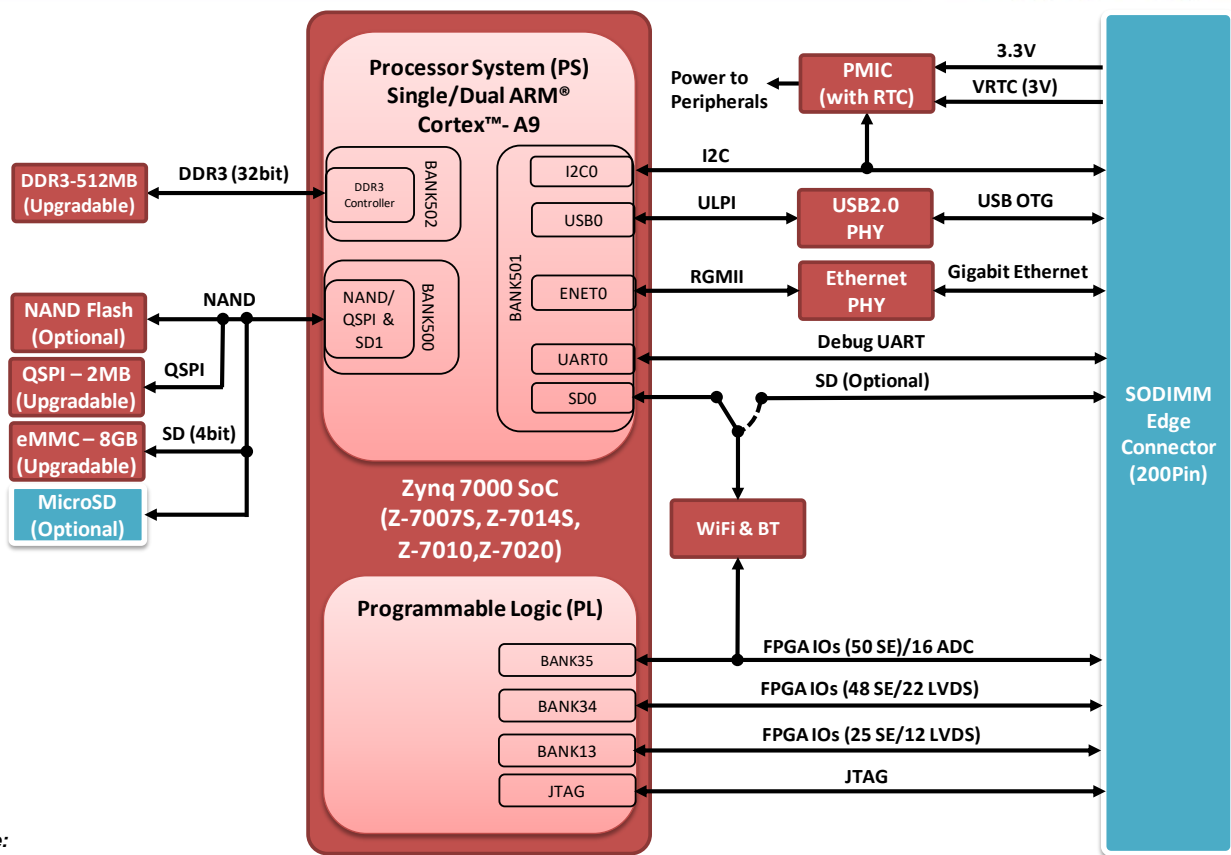 Processor System (PS)
Single/Dual ARM®
Cortex™- A9
BANK502
DDR3
Controller
BANK500
NAND/
QSPI &
SD1
BANK501
I2C0
USB0
ENET0
UART0
SD0
DDR3-512MB
(Upgradable)
DDR3 (32bit)
NAND Flash
(Optional)
NAND
QSPI – 2MB
(Upgradable)
QSPI
eMMC – 8GB
(Upgradable)
SD (4bit)
MicroSD
(Optional)
Zynq 7000 SoC
(Z-7007S, Z-7014S,
Z-7010,Z-7020)
Programmable Logic (PL)
BANK35
BANK34
BANK13
JTAG
Power to
Peripherals
PMIC
(with RTC)
3.3V
VRTC (3V)
I2C
ULPI
USB2.0
PHY
USB OTG
RGMII
Ethernet
PHY
Gigabit Ethernet
Debug UART
SD (Optional)
WiFi & BT
FPGA IOs (50 SE)/16 ADC
FPGA IOs (48 SE/22 LVDS)
FPGA IOs (25 SE/12 LVDS)
JTAG
SODIMM
Edge
Connector
(200Pin)